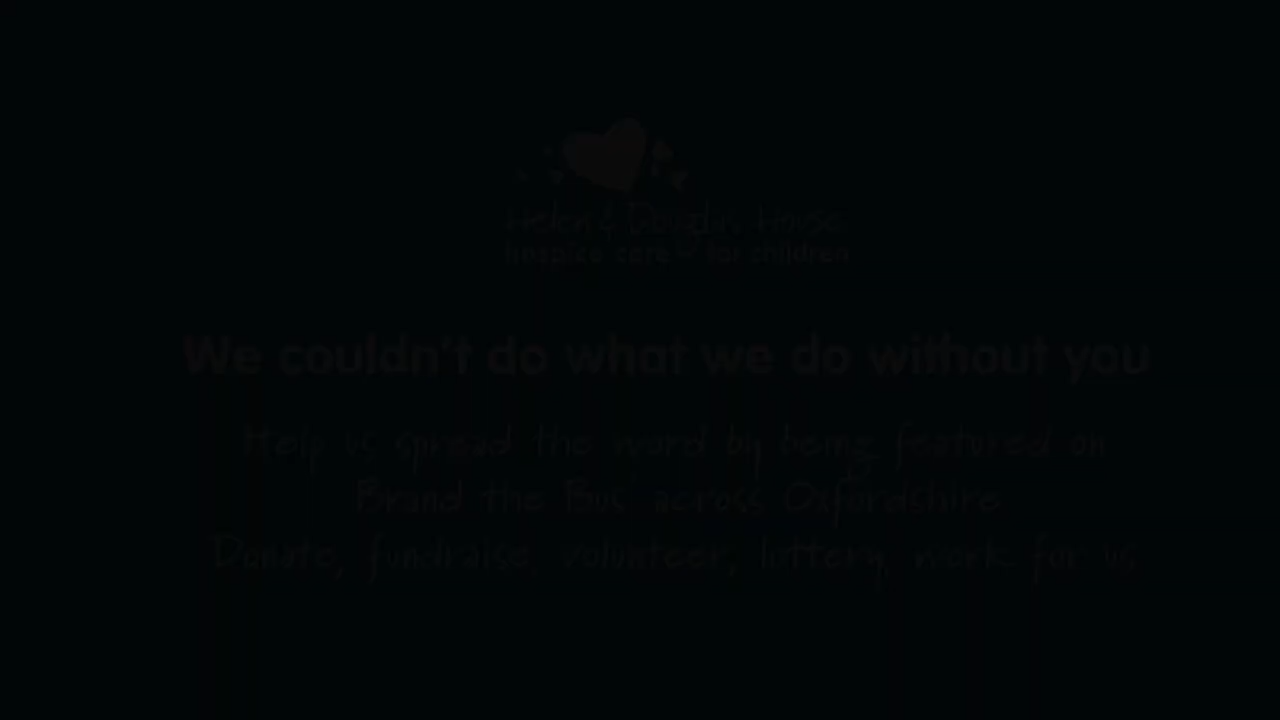 Helen & Douglas House
hospice care for children
We couldn't do what we do without you
Help us spread the word by being featured on
Brand the Bus across Oxfordshire
Donate, fundraise, volunteer, lottery, work for us